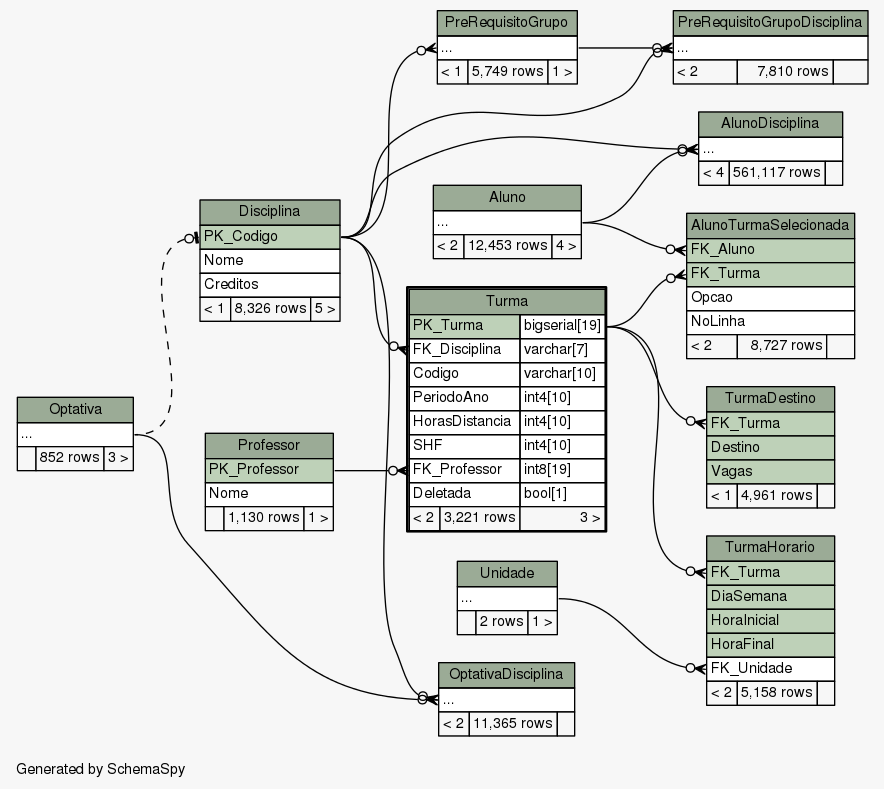 PreRequisitoGrupo
...
< 1 5,749 rows 1 >
PreRequisitoGrupoDisciplina
...
< 2 7,810 rows
AlunoDisciplina
...
< 4 561,117 rows
Aluno
...
< 2 12,453 rows 4 >
Disciplina
PK_Codigo
Nome
Creditos
< 1 8,326 rows 5 >
AlunoTurmaSelecionada
FK_Aluno
FK_Turma
Opcao
NoLinha
< 2 8,727 rows
Turma
PK_Turma bigserial[19]
FK_Disciplina varchar[7]
Codigo varchar[10]
PeriodoAno int4[10]
HorasDistancia int4[10]
SHF int4[10]
FK_Professor int8[19]
Deletada bool[1]
< 2 3,221 rows 3 >
Optativa
...
852 rows 3 >
Professor
PK_Professor
Nome
1,130 rows 1 >
TurmaDestino
FK_Turma
Destino
Vagas
< 1 4,961 rows
TurmaHorario
FK_Turma
DiaSemana
HoraInicial
HoraFinal
FK_Unidade
< 2 5,158 rows
Unidade
...
2 rows 1 >
OptativaDisciplina
...
< 2 11,365 rows
Generated by SchemaSpy